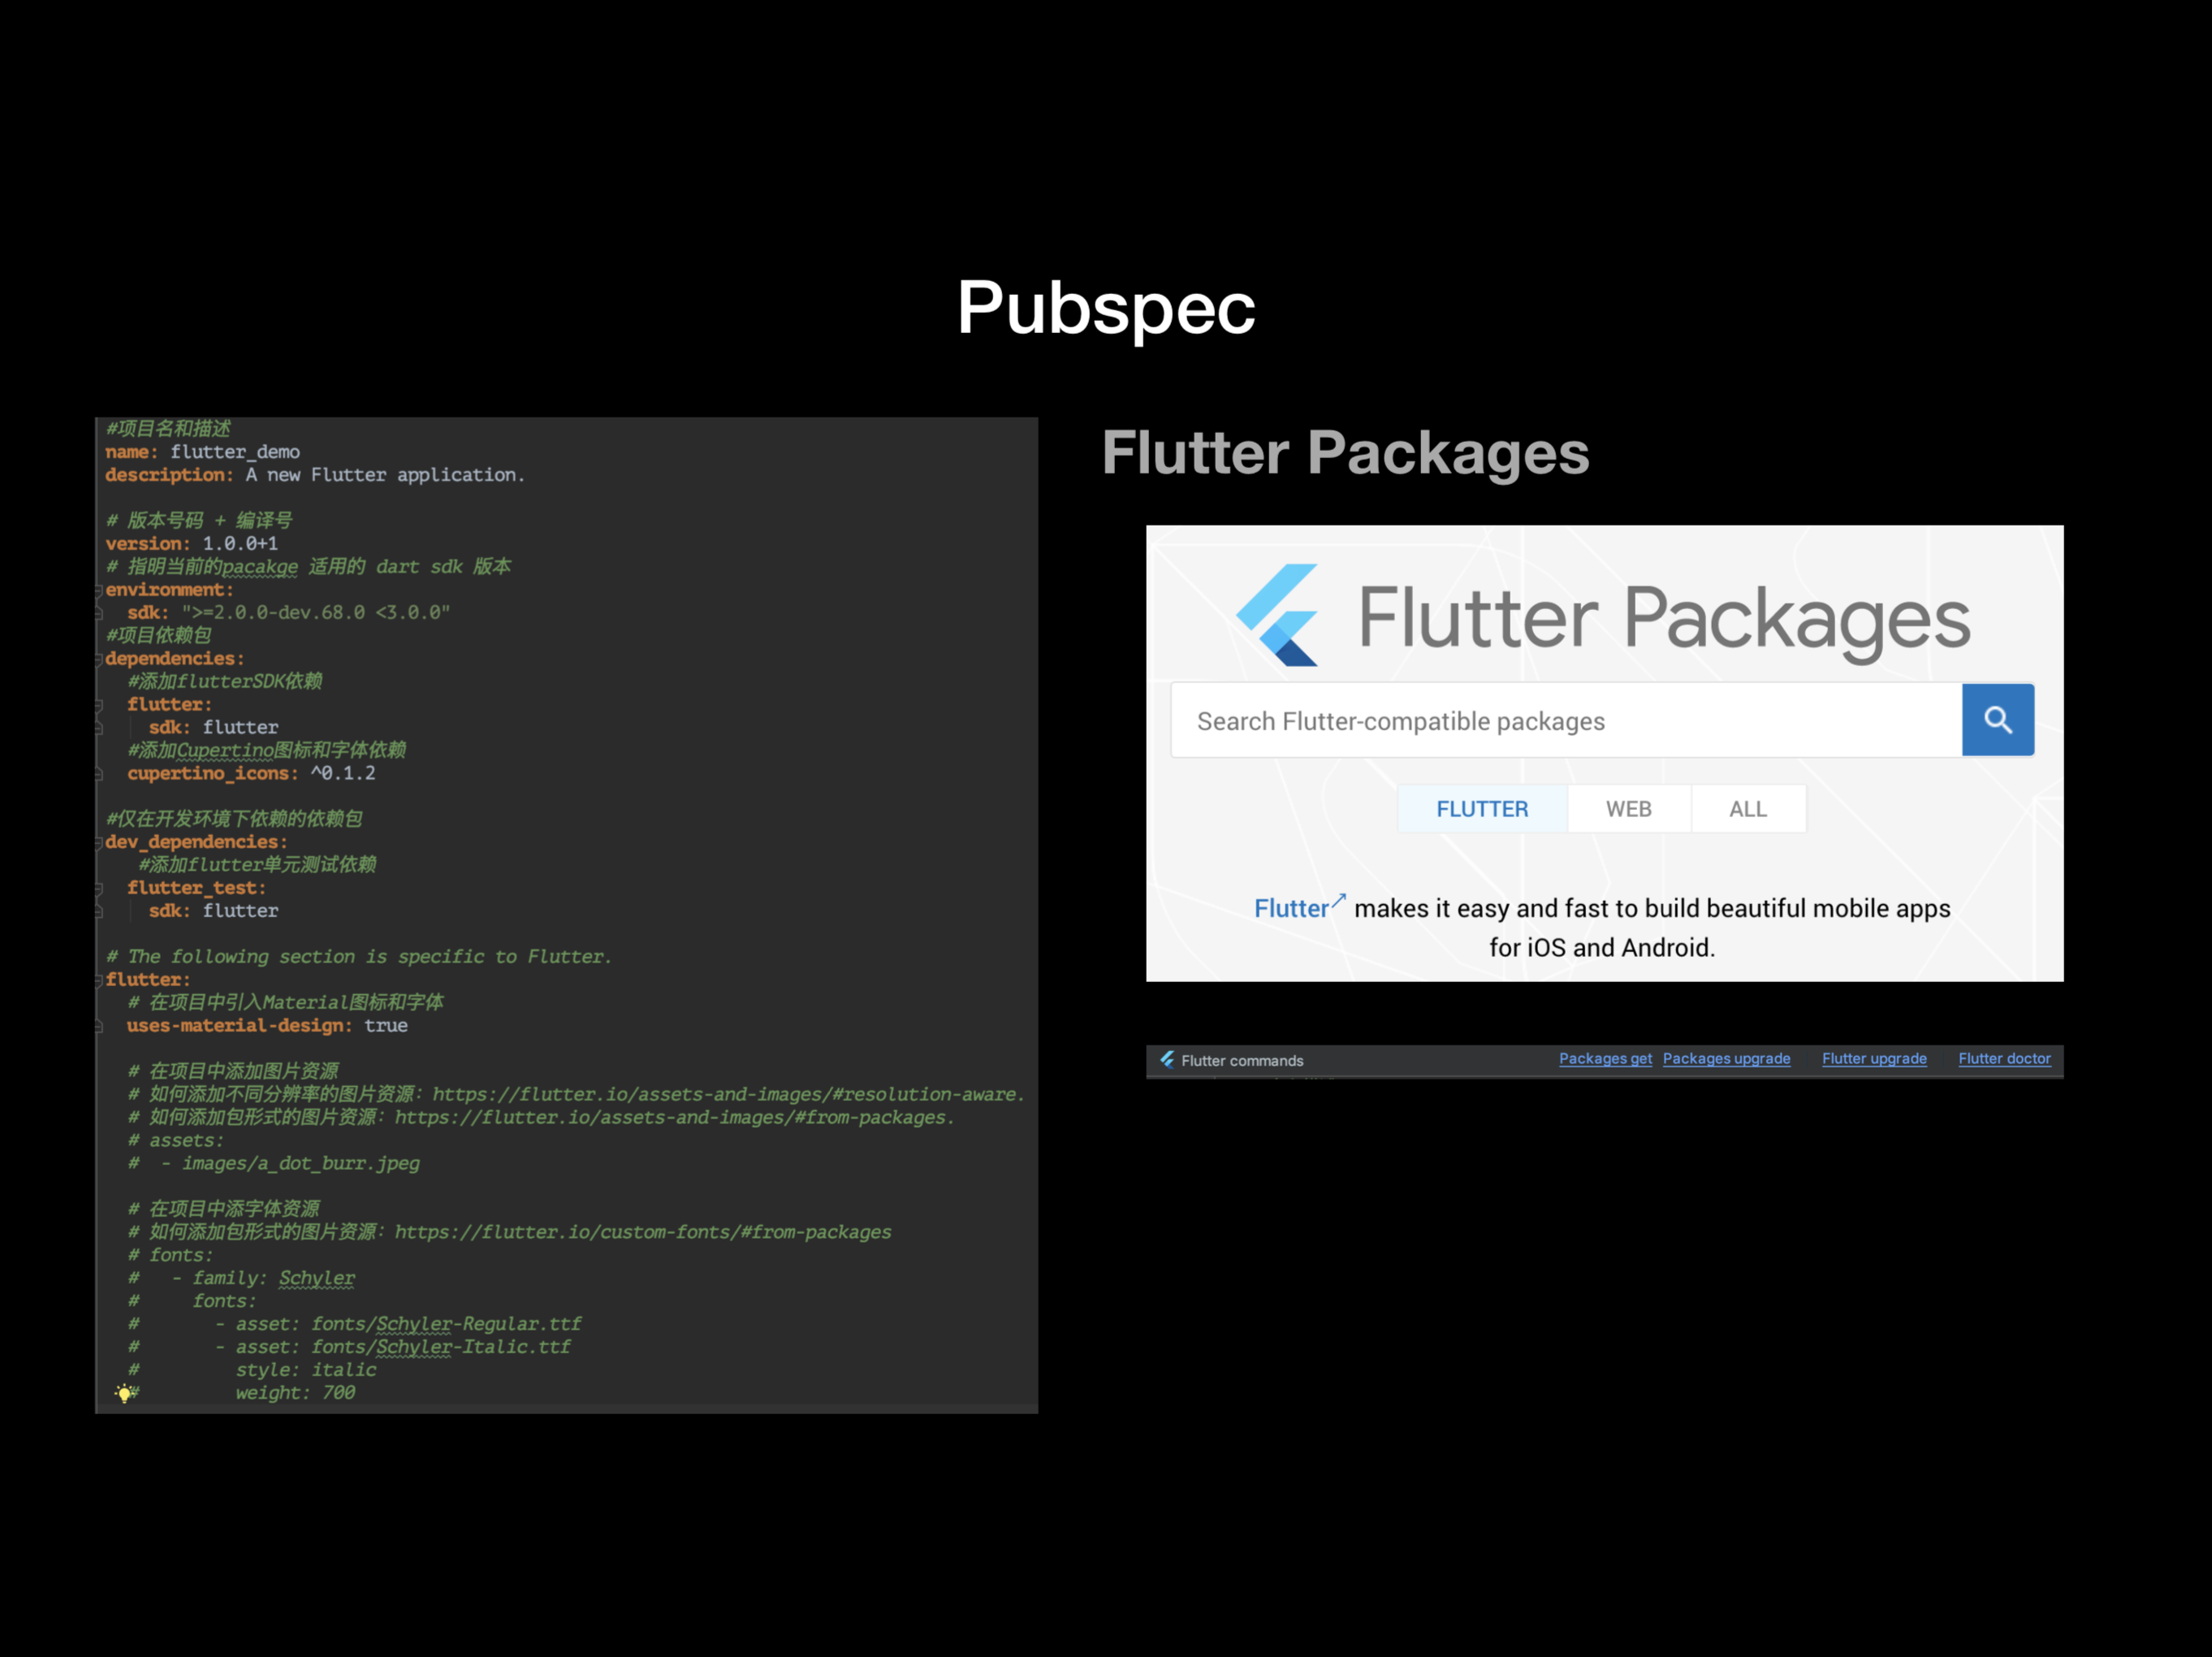 Pubspec
#项目名和描述
name: flutter_demo
description: A new Flutter application.
# 版本号码 + 编译号
version: 1.0.0+1
# 指明当前的pacakge 适用的 dart sdk 版本
environment:
sdk: ">=2.0.0-dev.68.0 <3.0.0"
#项目依赖包
dependencies:
#添加flutterSDK依赖
flutter:
sdk: flutter
#添加Cupertino图标和字体依赖
cupertino_icons: ^0.1.2
#仅在开发环境下依赖的依赖包
dev_dependencies:
#添加flutter单元测试依赖
flutter_test:
sdk: flutter
# The following section is specific to Flutter.
flutter:
# 在项目中引入Material图标和字体
uses-material-design: true
# 在项目中添加图片资源
# 如何添加不同分辨率的图片资源：https://flutter.io/assets-and-images/#resolution-aware.
# 如何添加包形式的图片资源：https://flutter.io/assets-and-images/#from-packages.
# assets:
#  - images/a_dot_burr.jpeg
# 在项目中添字体资源
# 如何添加包形式的图片资源：https://flutter.io/custom-fonts/#from-packages
# fonts:
#   - family: Schyler
#     fonts:
#       - asset: fonts/Schyler-Regular.ttf
#       - asset: fonts/Schyler-Italic.ttf
#         style: italic
#         weight: 700
Flutter Packages
Flutter Packages
Search Flutter-compatible packages
FLUTTER WEB ALL
Flutter↗ makes it easy and fast to build beautiful mobile apps
for iOS and Android.
Flutter commands Packages get Packages upgrade Flutter upgrade Flutter doctor